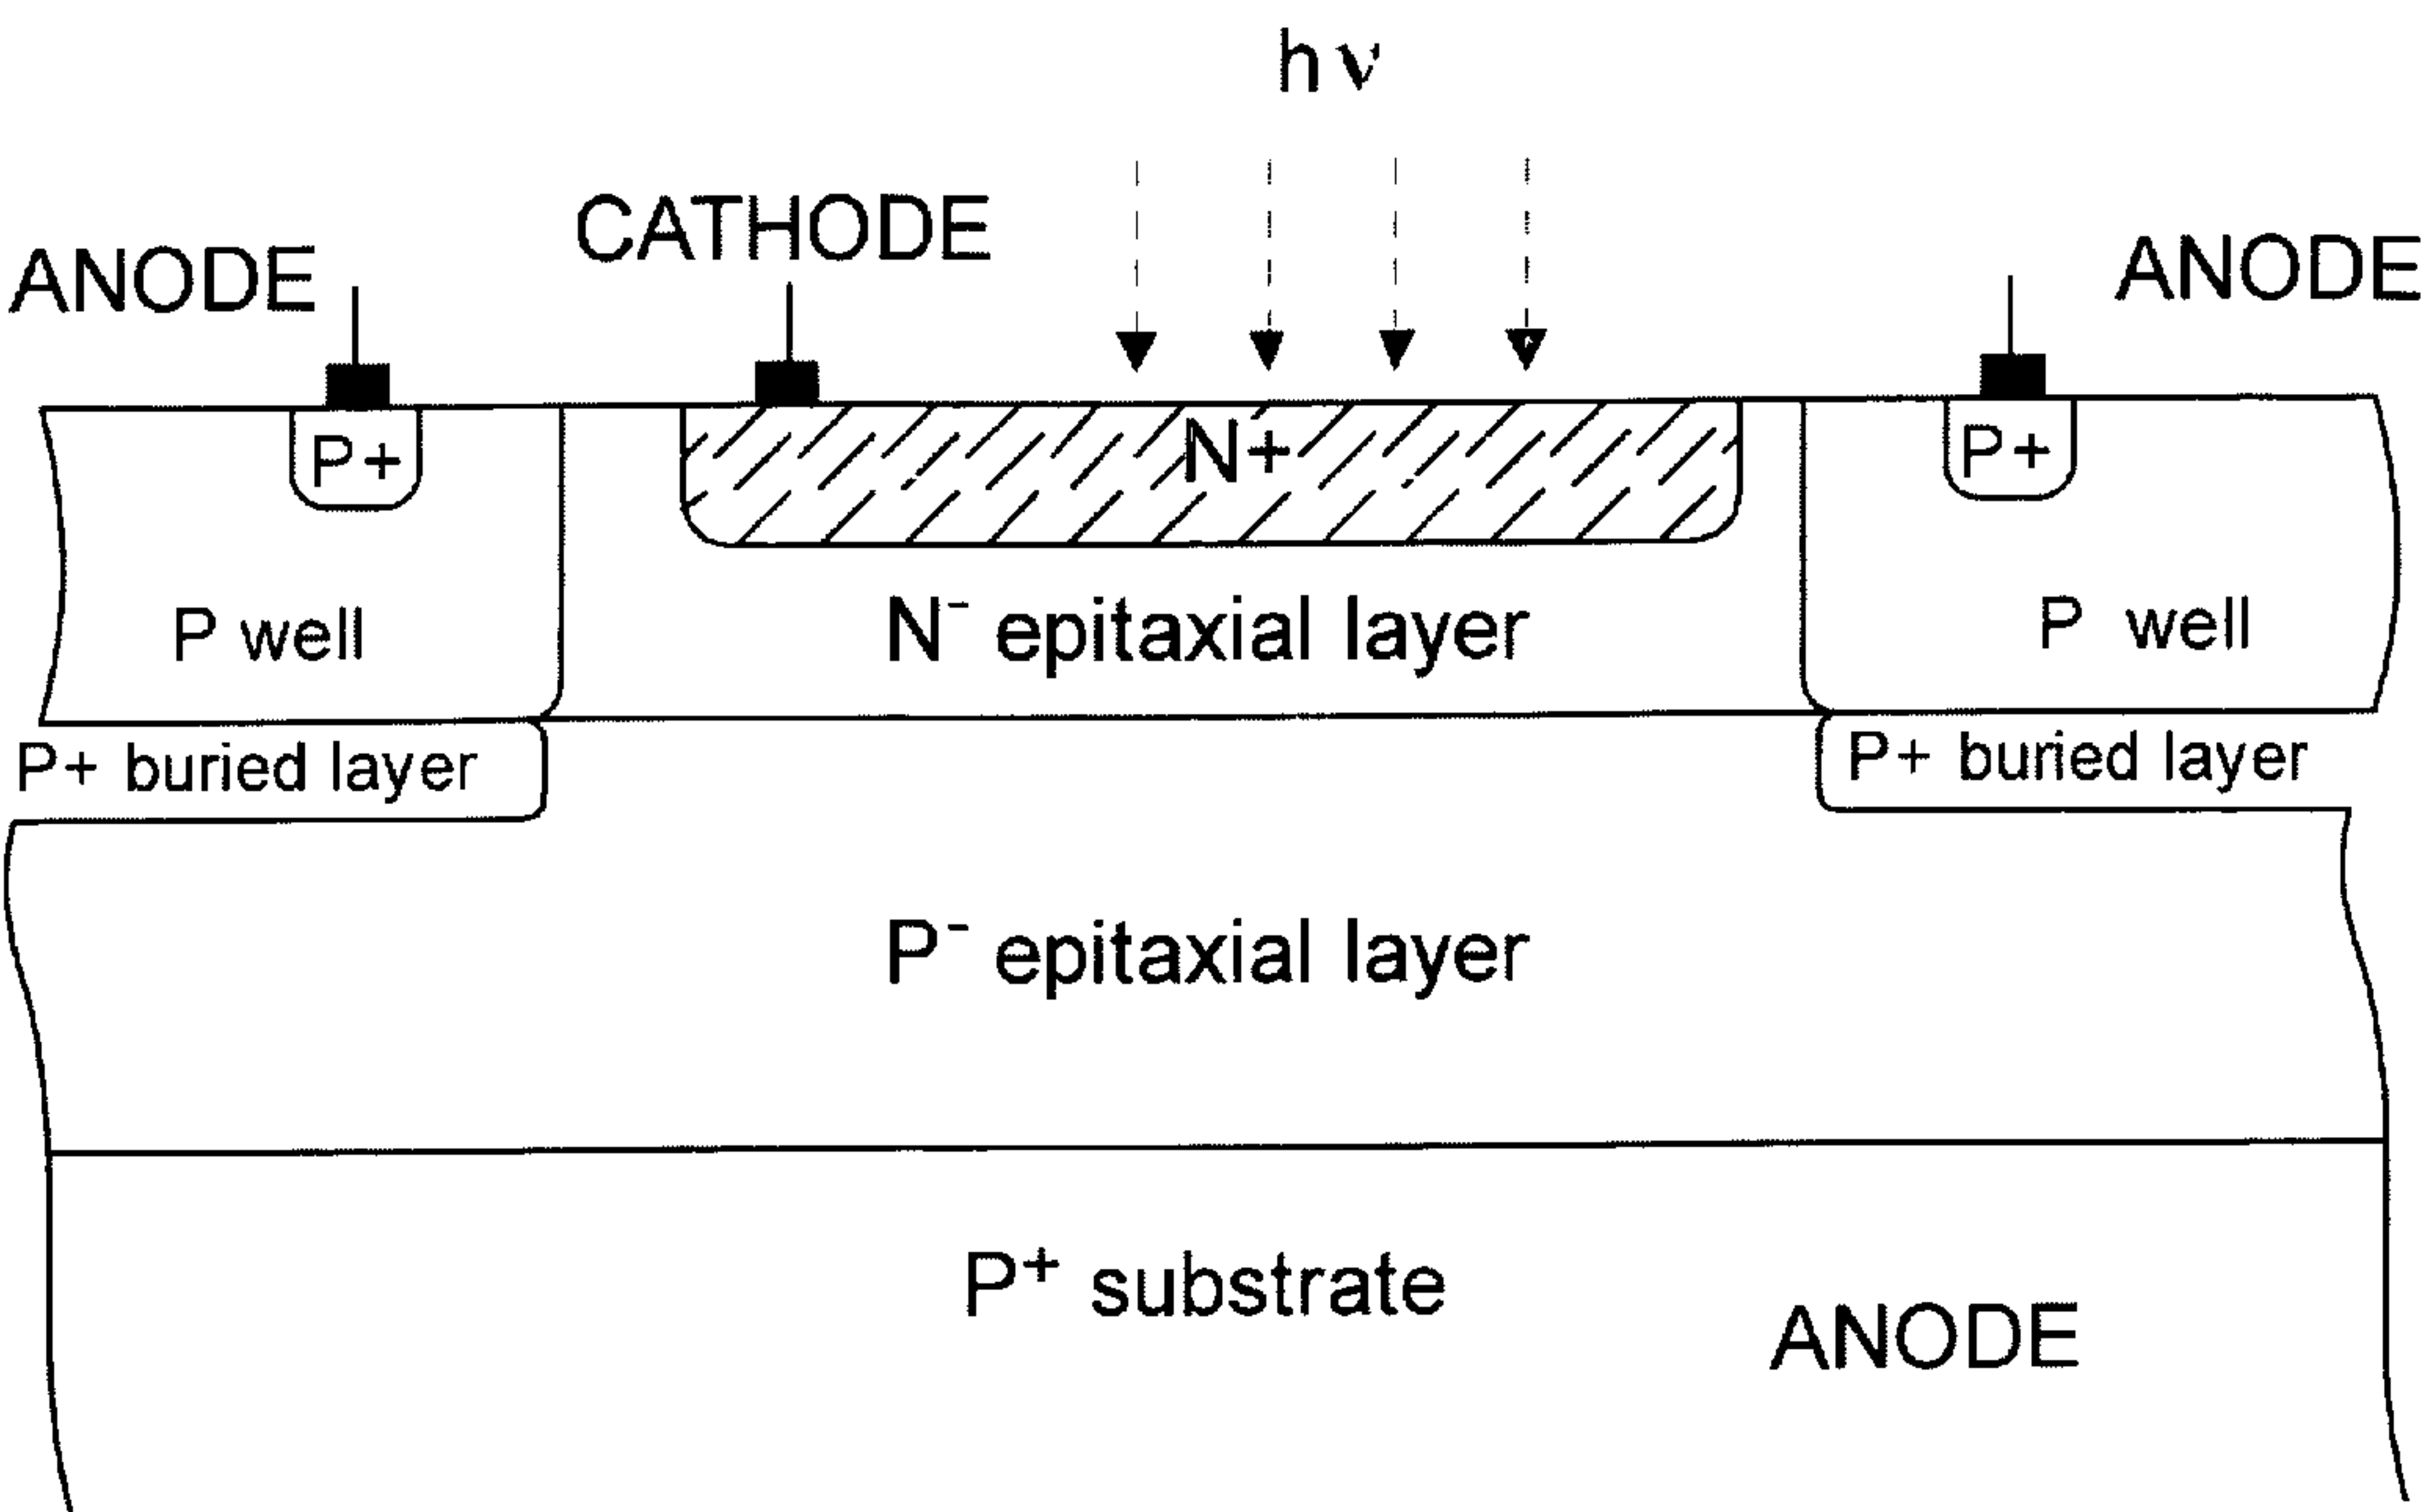 hν
CATHODE
ANODE
ANODE
P+
N+
P+
P well
N⁻ epitaxial layer
P well
P+ buried layer
P+ buried layer
P⁻ epitaxial layer
P⁺ substrate
ANODE